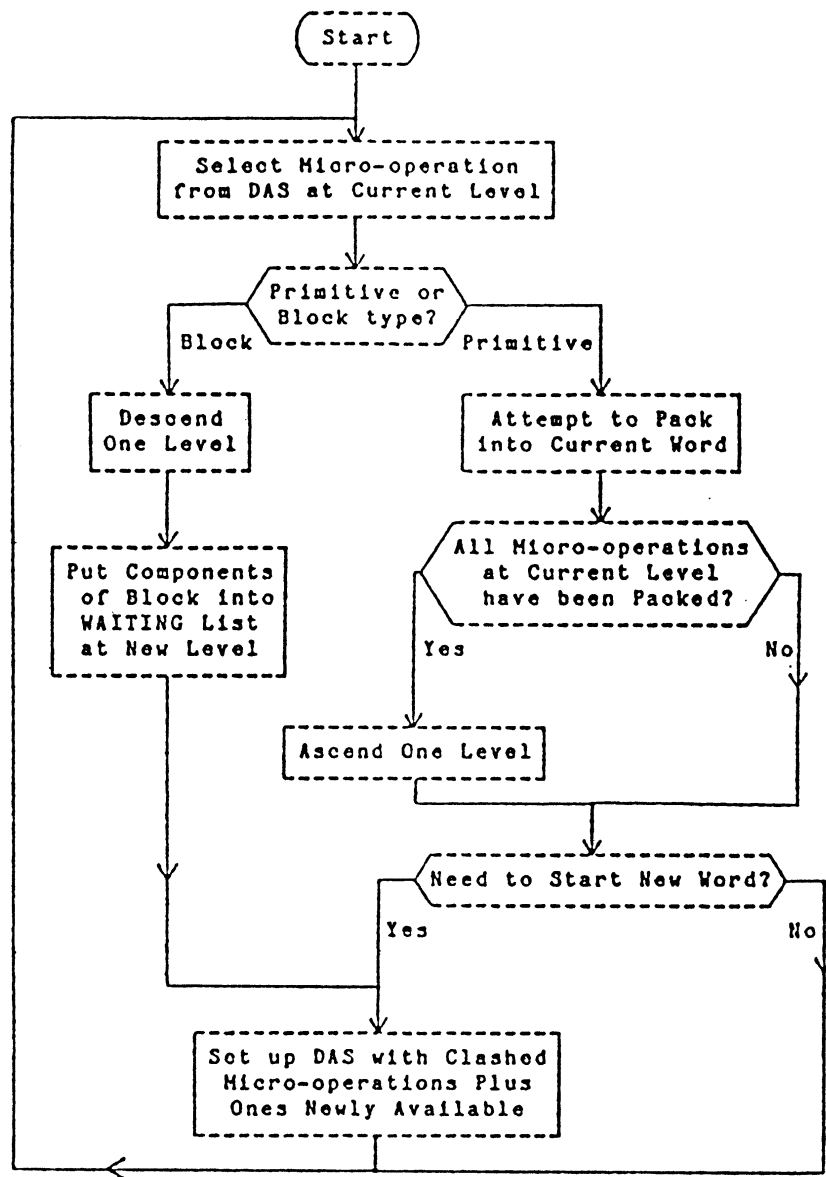 Start
Select Micro-operation
from DAS at Current Level
Primitive or
Block type?
Block
Primitive
Descend
One Level
Attempt to Pack
into Current Word
Put Components
of Block into
WAITING List
at New Level
All Micro-operations
at Current Level
have been Packed?
Yes
No
Ascend One Level
Need to Start New Word?
Yes
No
Set up DAS with Clashed
Micro-operations Plus
Ones Newly Available